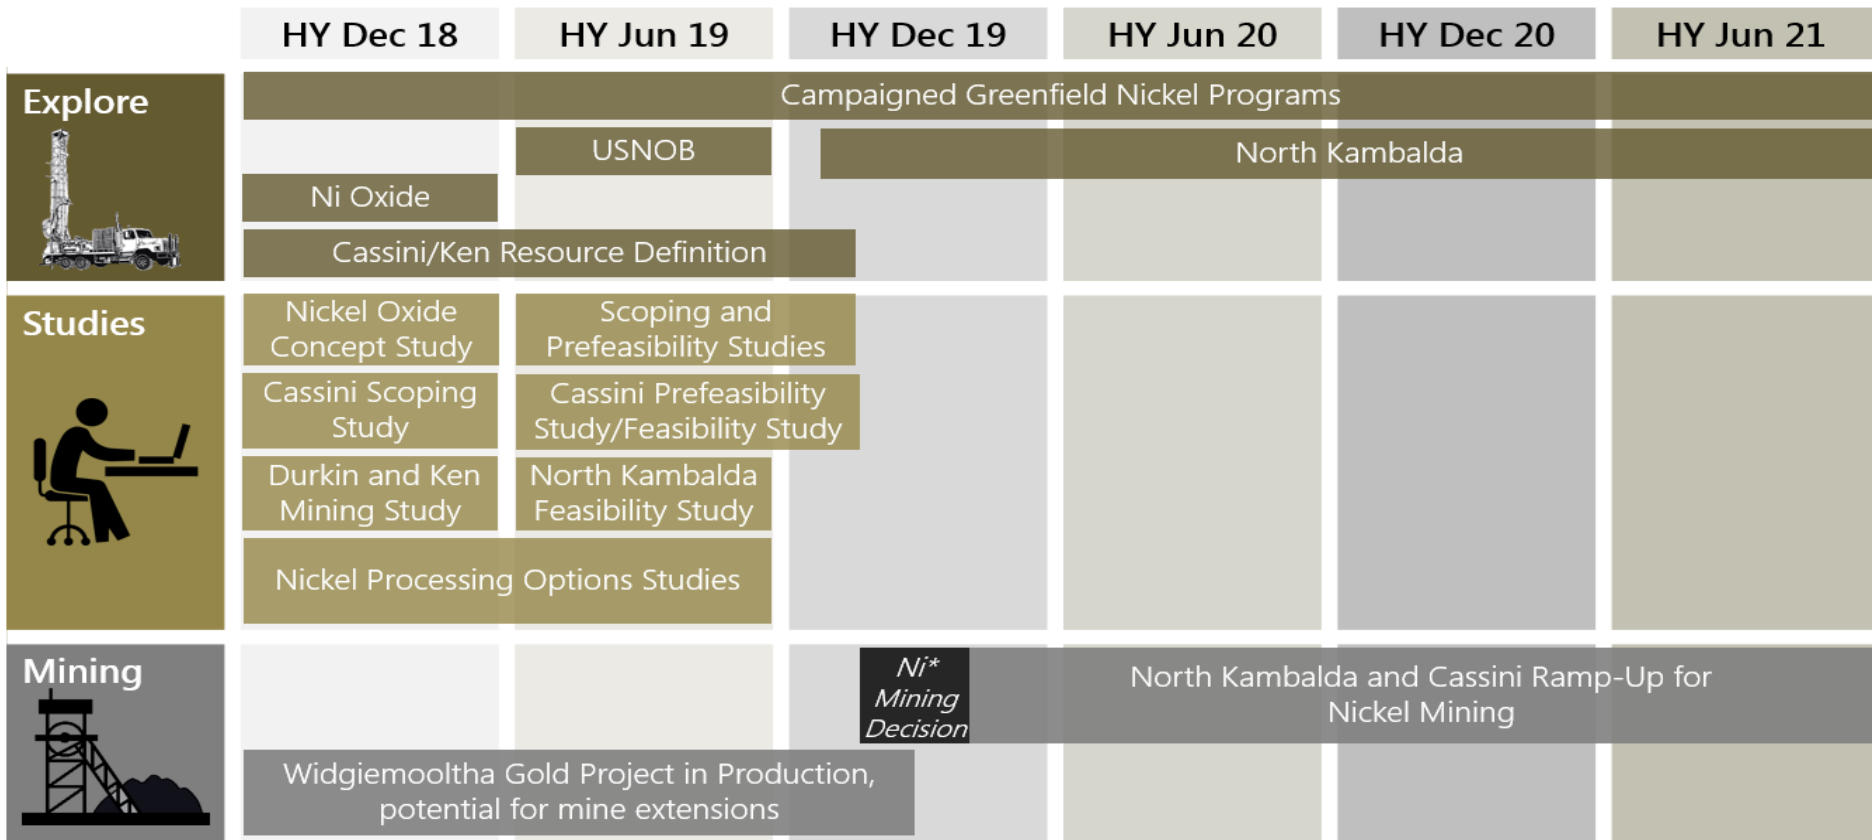 HY Dec 18 HY Jun 19 HY Dec 19 HY Jun 20 HY Dec 20 HY Jun 21
Explore
Campaigned Greenfield Nickel Programs
USNOB
North Kambalda
Ni Oxide
Cassini/Ken Resource Definition
Studies
Nickel Oxide
Concept Study
Scoping and
Prefeasibility Studies
Cassini Scoping
Study
Cassini Prefeasibility
Study/Feasibility Study
Durkin and Ken
Mining Study
North Kambalda
Feasibility Study
Nickel Processing Options Studies
Mining
Ni*
Mining
Decision
North Kambalda and Cassini Ramp-Up for
Nickel Mining
Widgiemooltha Gold Project in Production,
potential for mine extensions